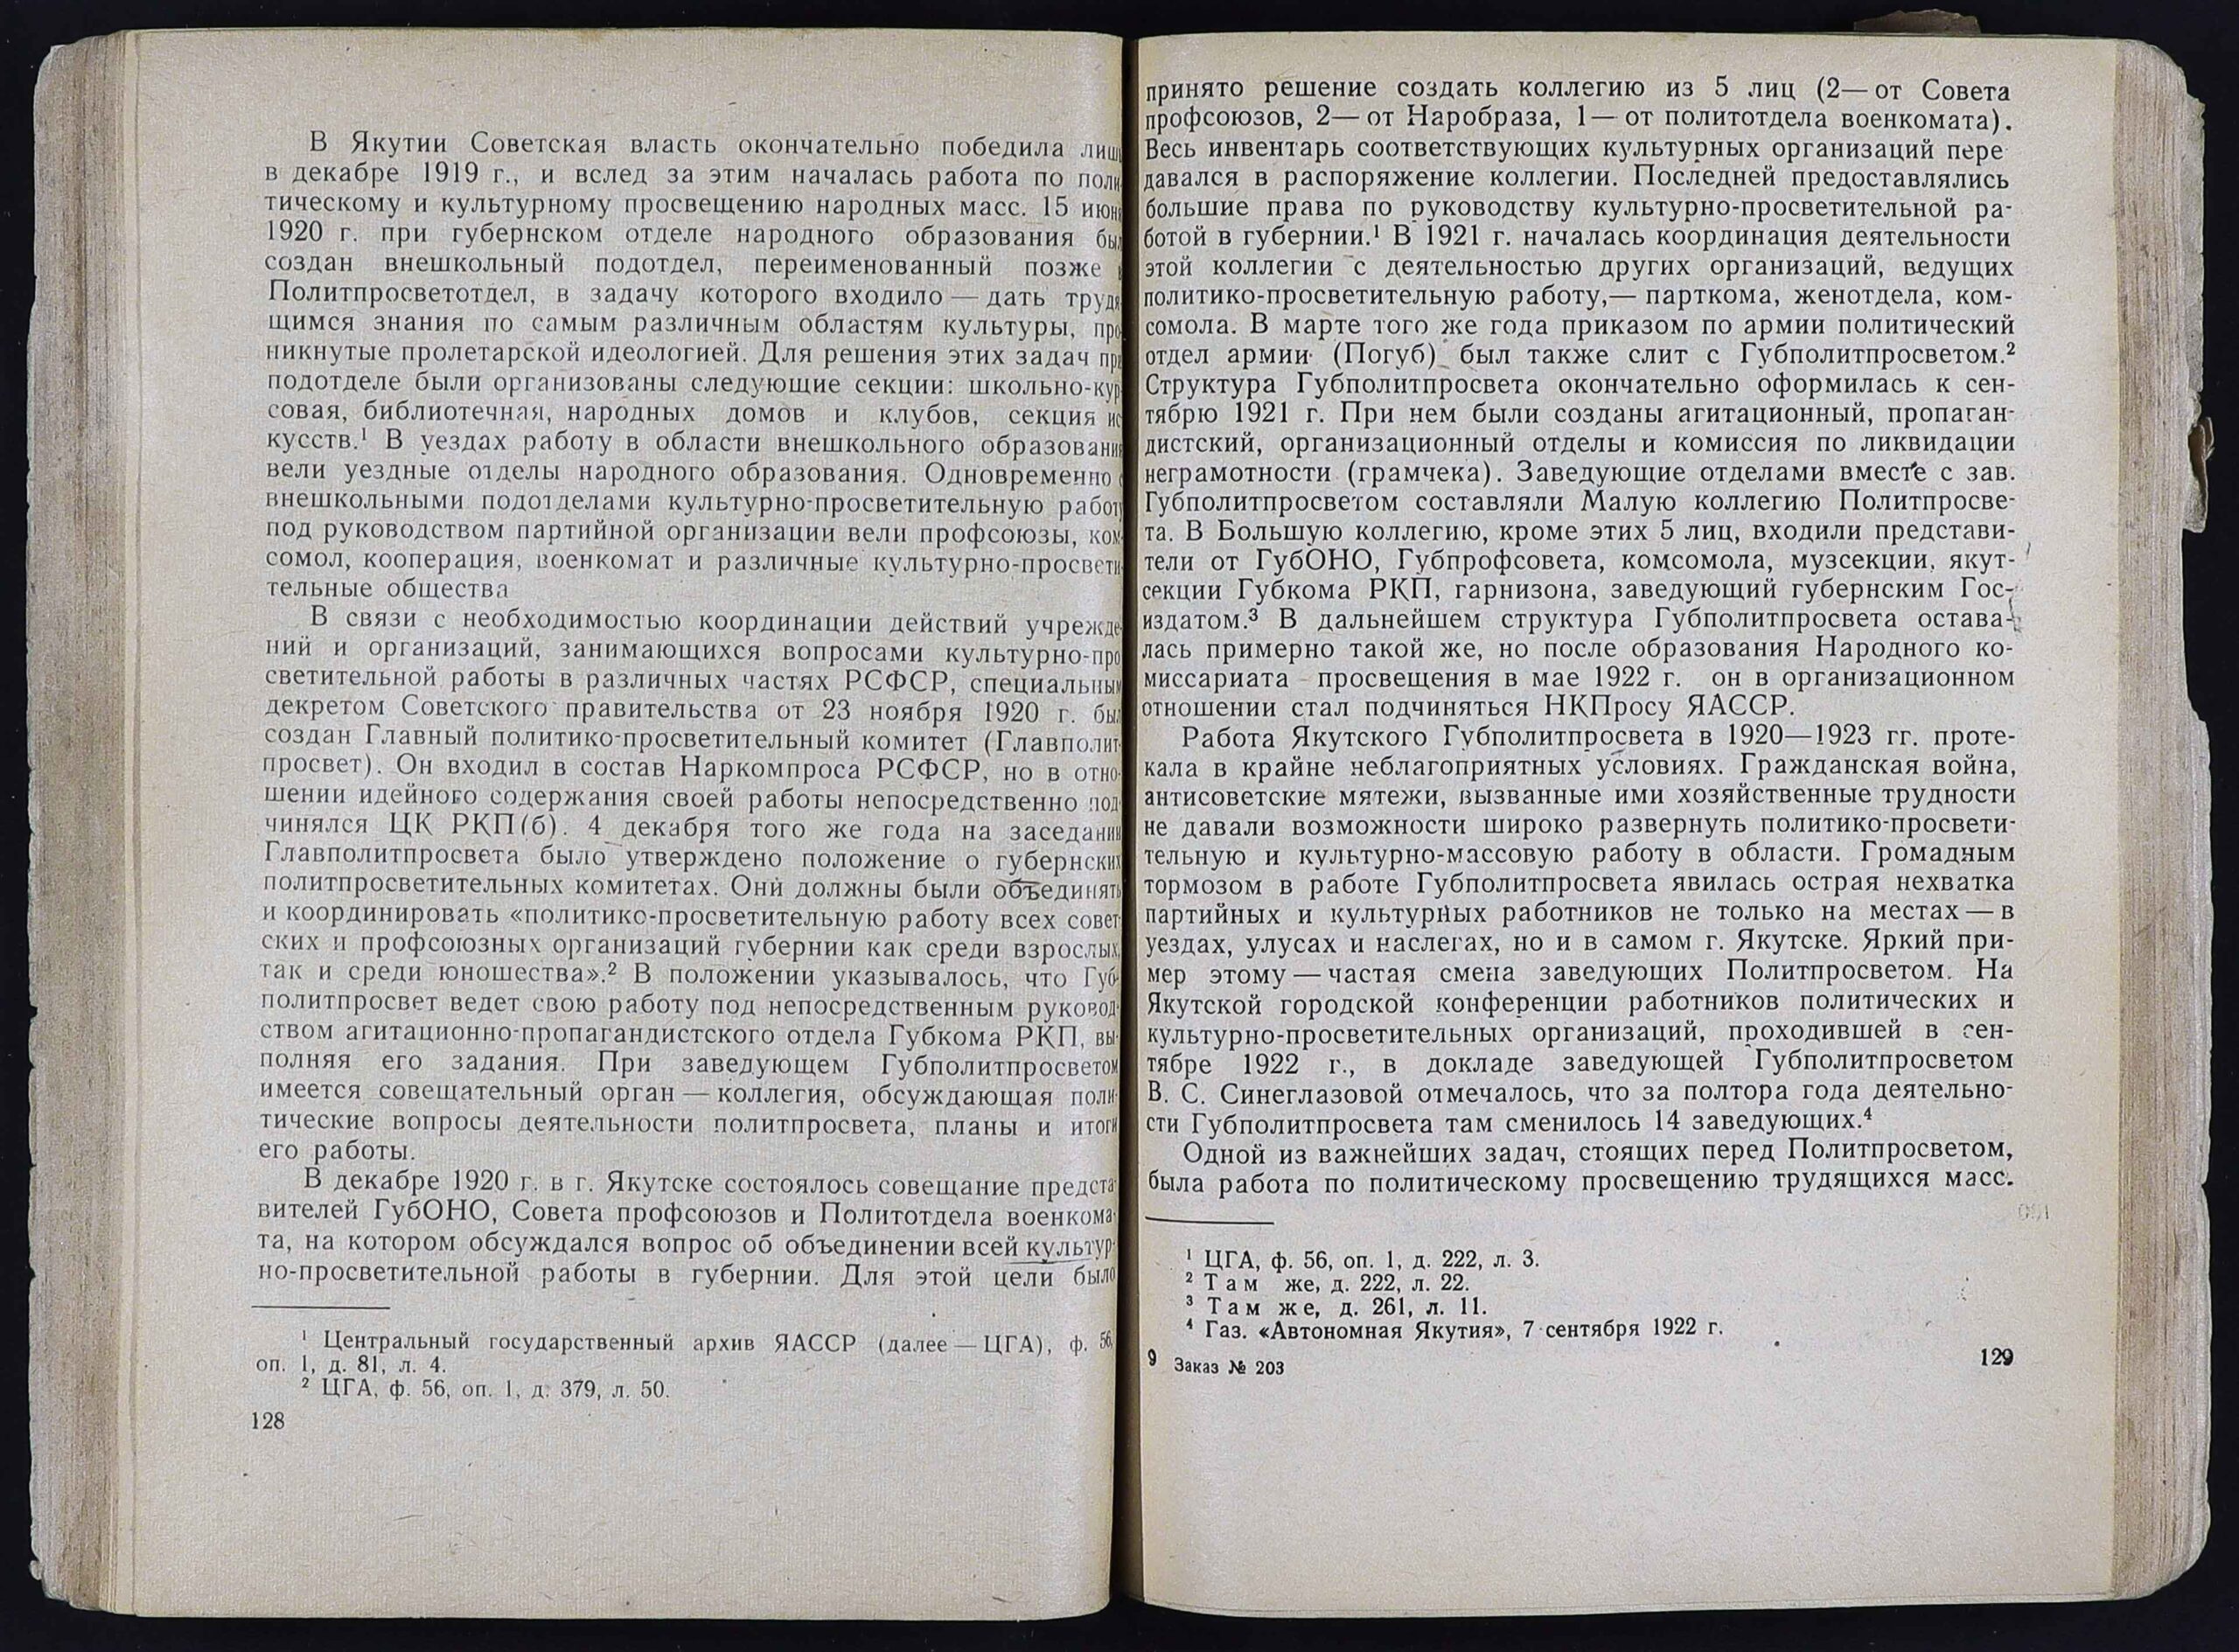 В Якутии Советская власть окончательно победила лишь
в декабре 1919 г., и вслед за этим началась работа по поли-
тическому и культурному просвещению народных масс. 15 июня
1920 г. при губернском отделе народного образования был
создан внешкольный подотдел, переименованный позже в
Политпросветотдел, в задачу которого входило — дать трудя-
щимся знания по самым различным областям культуры, про-
никнутые пролетарской идеологией. Для решения этих задач при
подотделе были организованы следующие секции: школьно-кур-
совая, библиотечная, народных домов и клубов, секция ис-
кусств.¹ В уездах работу в области внешкольного образования
вели уездные отделы народного образования. Одновременно с
внешкольными подотделами культурно-просветительную работу
под руководством партийной организации вели профсоюзы, ком-
сомол, кооперация, военкомат и различные культурно-просвети-
тельные общества
В связи с необходимостью координации действий учрежде-
ний и организаций, занимающихся вопросами культурно-про-
светительной работы в различных частях РСФСР, специальным
декретом Советского правительства от 23 ноября 1920 г. был
создан Главный политико-просветительный комитет (Главполит-
просвет). Он входил в состав Наркомпроса РСФСР, но в отно-
шении идейного содержания своей работы непосредственно под-
чинялся ЦК РКП(б). 4 декабря того же года на заседании
Главполитпросвета было утверждено положение о губернских
политпросветительных комитетах. Они должны были объединять
и координировать «политико-просветительную работу всех совет-
ских и профсоюзных организаций губернии как среди взрослых,
так и среди юношества».² В положении указывалось, что Губ-
политпросвет ведет свою работу под непосредственным руковод-
ством агитационно-пропагандистского отдела Губкома РКП, вы-
полняя его задания. При заведующем Губполитпросветом
имеется совещательный орган — коллегия, обсуждающая поли-
тические вопросы деятельности политпросвета, планы и итоги
его работы.
В декабре 1920 г. в г. Якутске состоялось совещание предста-
вителей ГубОНО, Совета профсоюзов и Политотдела военкома-
та, на котором обсуждался вопрос об объединении всей культур-
но-просветительной работы в губернии. Для этой цели было
¹ Центральный государственный архив ЯАССР (далее — ЦГА), ф. 56,
оп. 1, д. 81, л. 4.
² ЦГА, ф. 56, оп. 1, д. 379, л. 50.
128
принято решение создать коллегию из 5 лиц (2— от Совета
профсоюзов, 2— от Наробраза, 1— от политотдела военкомата).
Весь инвентарь соответствующих культурных организаций пере
давался в распоряжение коллегии. Последней предоставлялись
большие права по руководству культурно-просветительной ра-
ботой в губернии.¹ В 1921 г. началась координация деятельности
этой коллегии с деятельностью других организаций, ведущих
политико-просветительную работу,— парткома, женотдела, ком-
сомола. В марте того же года приказом по армии политический
отдел армии (Погуб) был также слит с Губполитпросветом.²
Структура Губполитпросвета окончательно оформилась к сен-
тябрю 1921 г. При нем были созданы агитационный, пропаган-
дистский, организационный отделы и комиссия по ликвидации
неграмотности (грамчека). Заведующие отделами вместе с зав.
Губполитпросветом составляли Малую коллегию Политпросве-
та. В Большую коллегию, кроме этих 5 лиц, входили представи-
тели от ГубОНО, Губпрофсовета, комсомола, музсекции, якут-
секции Губкома РКП, гарнизона, заведующий губернским Гос-
издатом.³ В дальнейшем структура Губполитпросвета остава-
лась примерно такой же, но после образования Народного ко-
миссариата просвещения в мае 1922 г. он в организационном
отношении стал подчиняться НКПросу ЯАССР.
Работа Якутского Губполитпросвета в 1920—1923 гг. проте-
кала в крайне неблагоприятных условиях. Гражданская война,
антисоветские мятежи, вызванные ими хозяйственные трудности
не давали возможности широко развернуть политико-просвети-
тельную и культурно-массовую работу в области. Громадным
тормозом в работе Губполитпросвета явилась острая нехватка
партийных и культурных работников не только на местах — в
уездах, улусах и наслегах, но и в самом г. Якутске. Яркий при-
мер этому — частая смена заведующих Политпросветом. На
Якутской городской конференции работников политических и
культурно-просветительных организаций, проходившей в сен-
тябре 1922 г., в докладе заведующей Губполитпросветом
В. С. Синеглазовой отмечалось, что за полтора года деятельно-
сти Губполитпросвета там сменилось 14 заведующих.⁴
Одной из важнейших задач, стоящих перед Политпросветом,
была работа по политическому просвещению трудящихся масс.
¹ ЦГА, ф. 56, оп. 1, д. 222, л. 3.
² Там же, д. 222, л. 22.
³ Там же, д. 261, л. 11.
⁴ Газ. «Автономная Якутия», 7 сентября 1922 г.
9 Заказ № 203
129